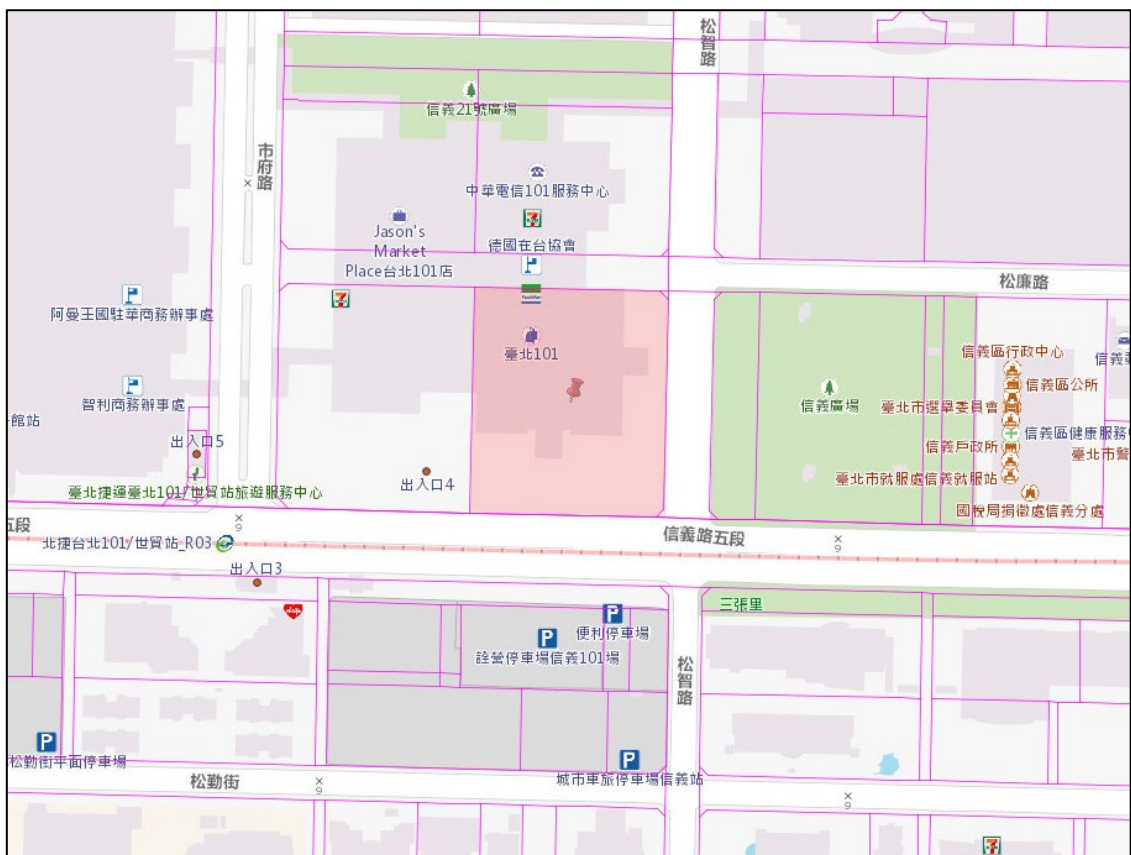 松智路
信義21號廣場
市府路
中華電信101服務中心
Jason's
Market
Place台北101店
德國在台協會
松廉路
阿曼王國駐華商務辦事處
臺北101
信義區行政中心
智利商務辦事處
信義廣場
信義區公所
臺北市選舉委員會
館站
信義區健康服務
出入口5
信義戶政所
臺北市警
出入口4
臺北市就服處信義就服站
臺北捷運臺北101/世貿站旅遊服務中心
國稅局捐徵處信義分處
五段
信義路五段
北捷台北101/世貿站_R03
出入口3
三張里
便利停車場
詮營停車場信義101場
松智路
松勤街平面停車場
松勤街
城市車旅停車場信義站